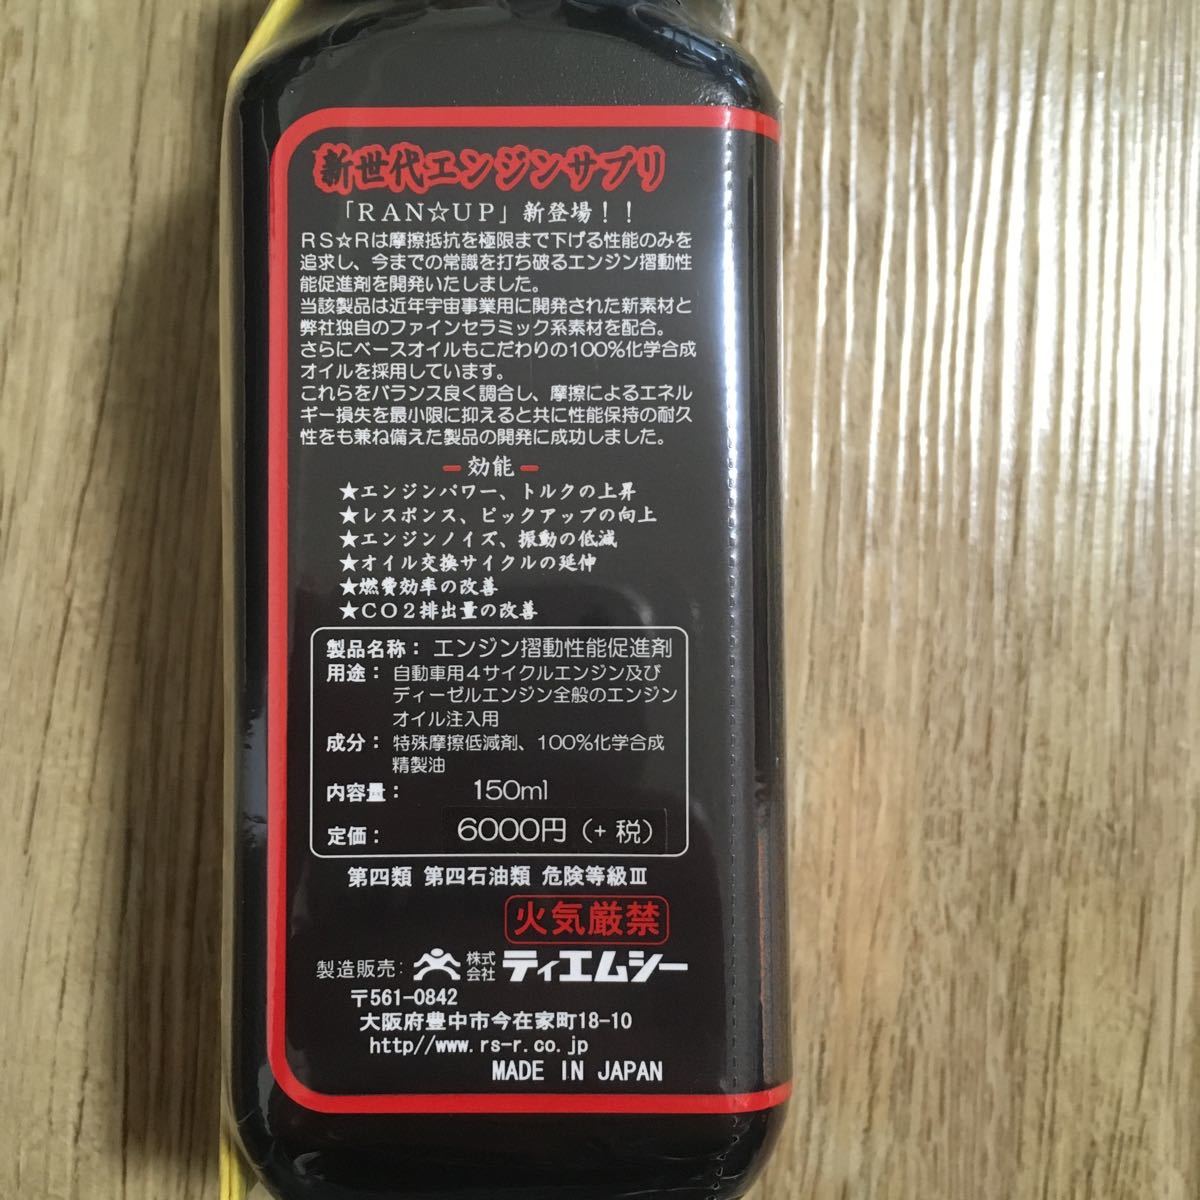 新世代エンジンサプリ
「RAN☆UP」新登場！！
RS☆Rは摩擦抵抗を極限まで下げる性能のみを
追求し、今までの常識を打ち破るエンジン摺動性
能促進剤を開発いたしました。
当該製品は近年宇宙事業用に開発された新素材と
弊社独自のファインセラミック系素材を配合。
さらにベースオイルもこだわりの100%化学合成
オイルを採用しています。
これらをバランス良く調合し、摩擦によるエネル
ギー損失を最小限に抑えると共に性能保持の耐久
性をも兼ね備えた製品の開発に成功しました。
－効能－
★エンジンパワー、トルクの上昇
★レスポンス、ピックアップの向上
★エンジンノイズ、振動の低減
★オイル交換サイクルの延伸
★燃費効率の改善
★CO2排出量の改善
製品名称：エンジン摺動性能促進剤
用途：自動車用4サイクルエンジン及び
ディーゼルエンジン全般のエンジン
オイル注入用
成分：特殊摩擦低減剤、100%化学合成
精製油
内容量：150ml
定価：6000円（+税）
第四類 第四石油類 危険等級Ⅲ
火気厳禁
製造販売：株式会社ティエムシー
〒561-0842
大阪府豊中市今在家町18-10
http//www.rs-r.co.jp
MADE IN JAPAN